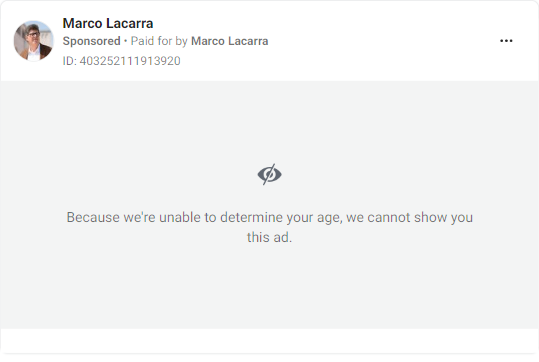 Marco Lacarra
Sponsored • Paid for by Marco Lacarra
ID: 403252111913920
Because we're unable to determine your age, we cannot show you
this ad.